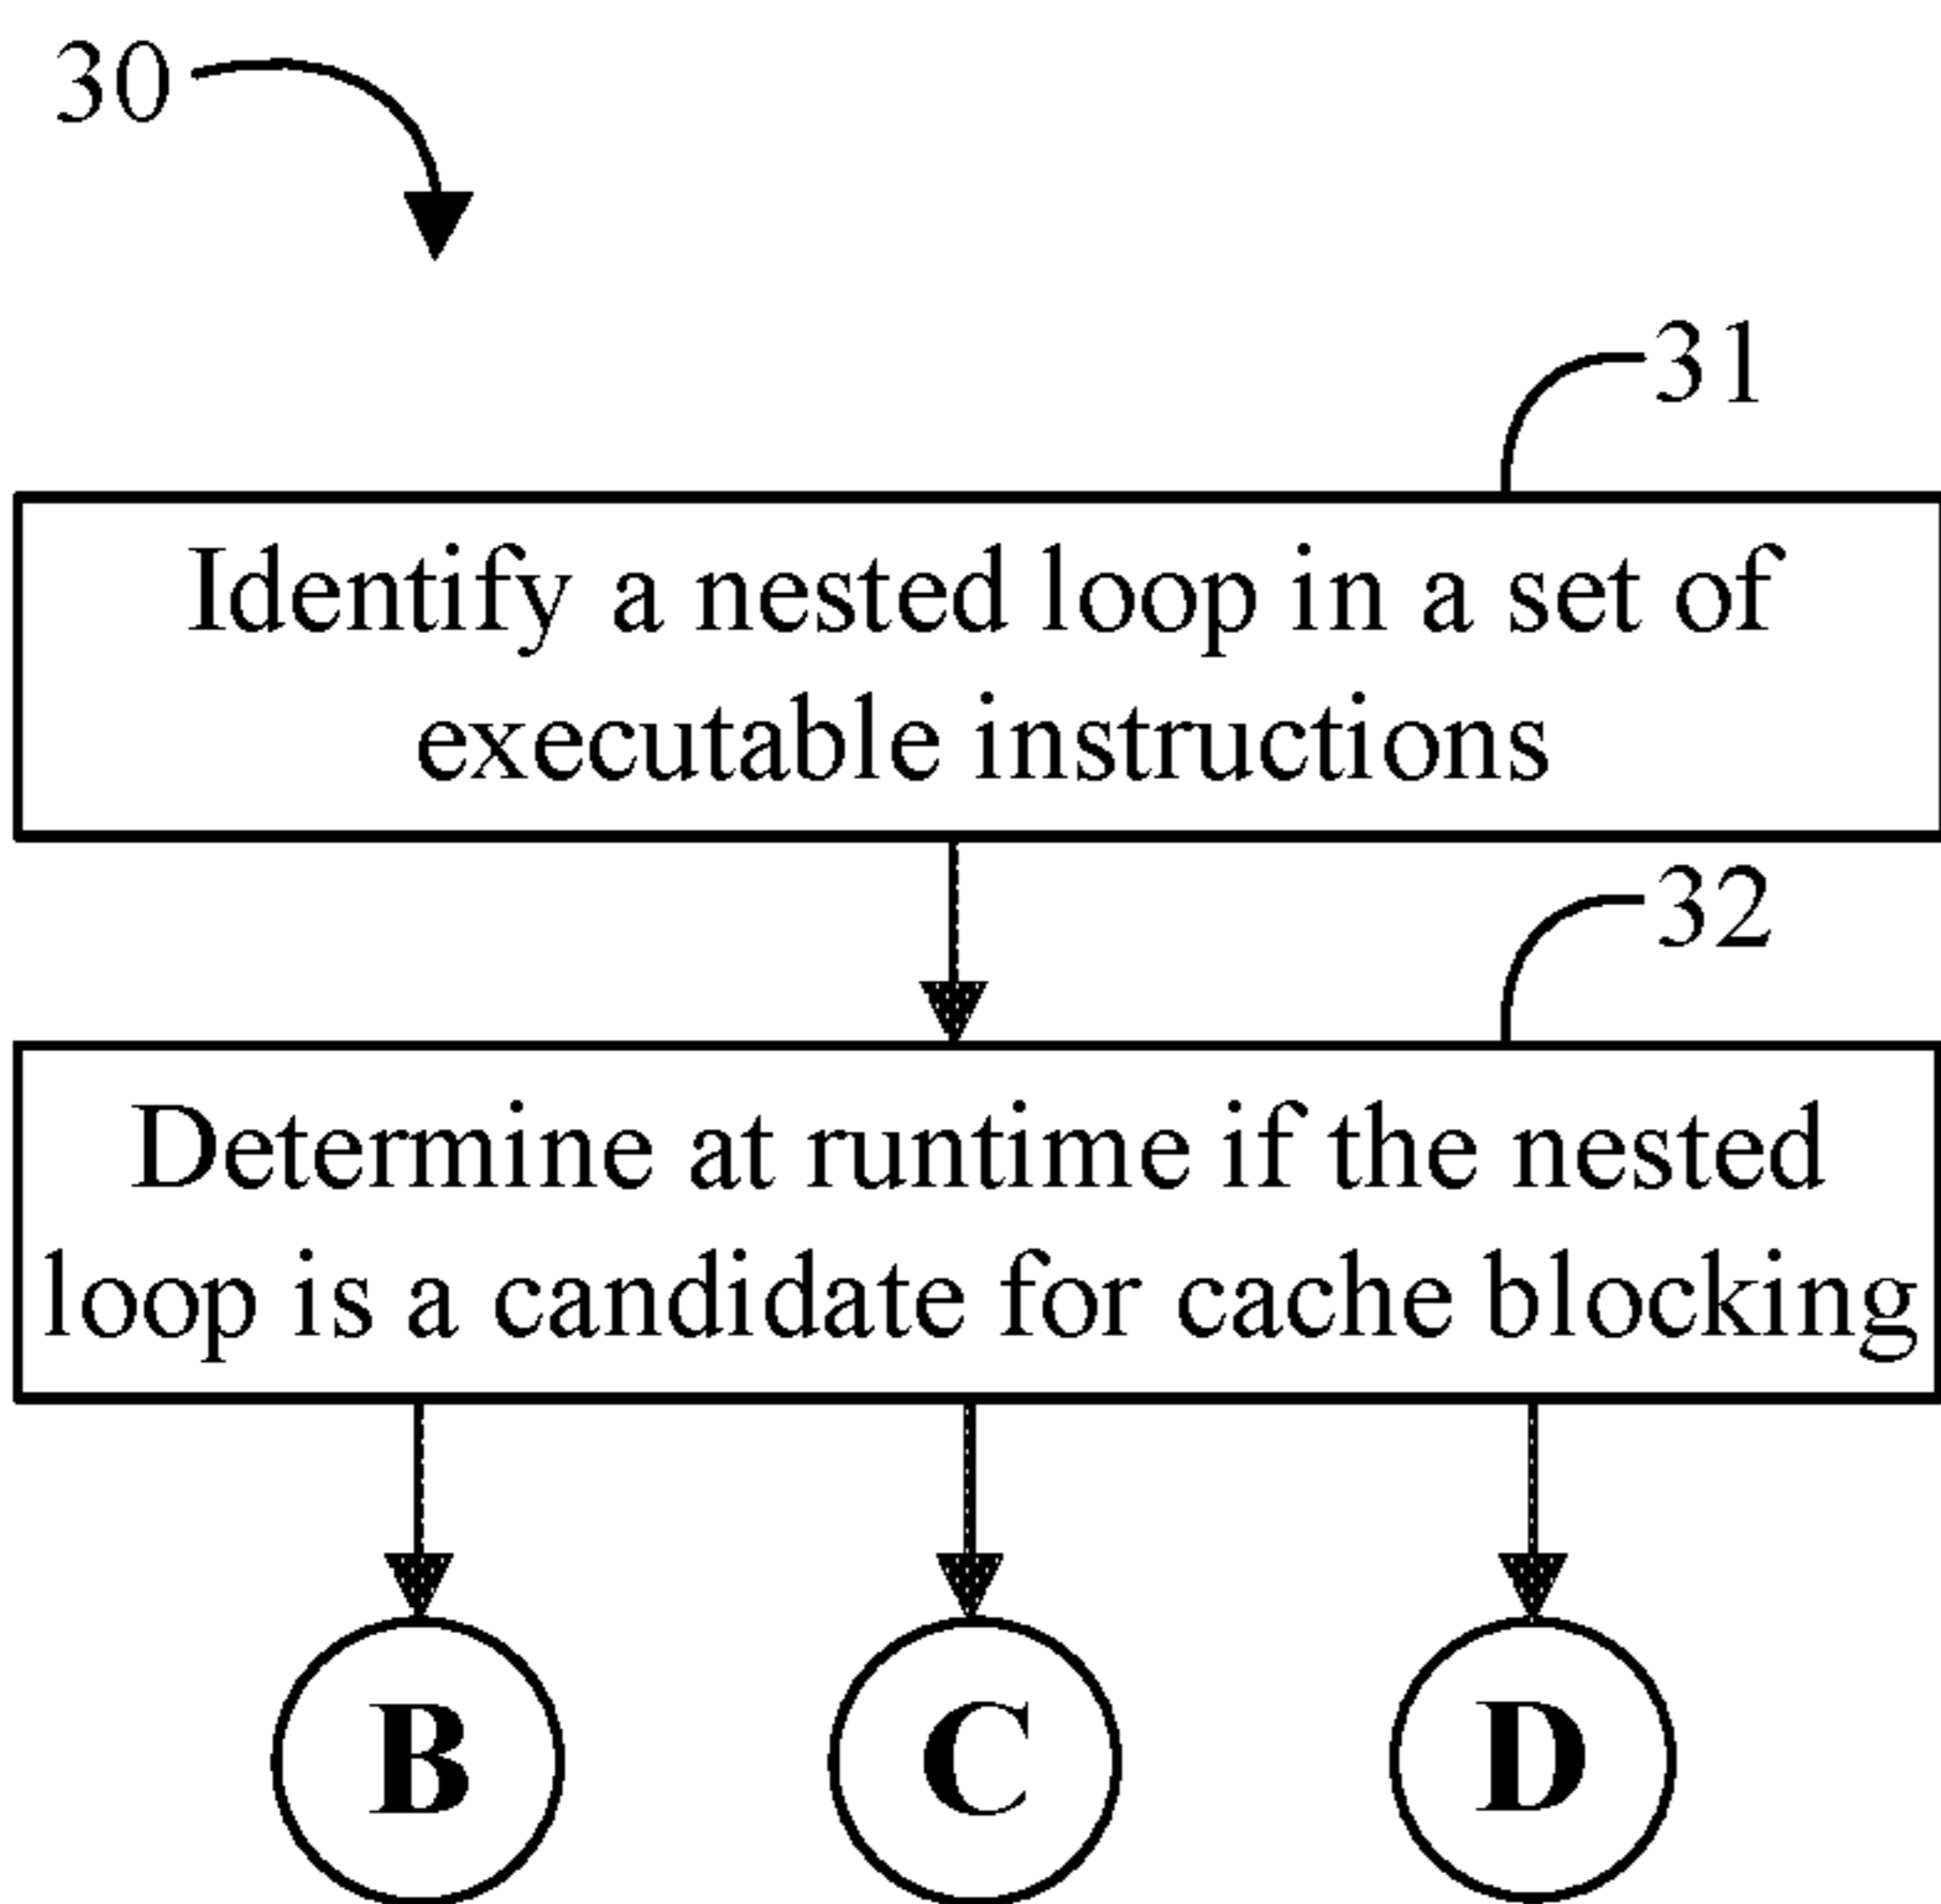 30
31
Identify a nested loop in a set of
executable instructions
32
Determine at runtime if the nested
loop is a candidate for cache blocking
B
C
D